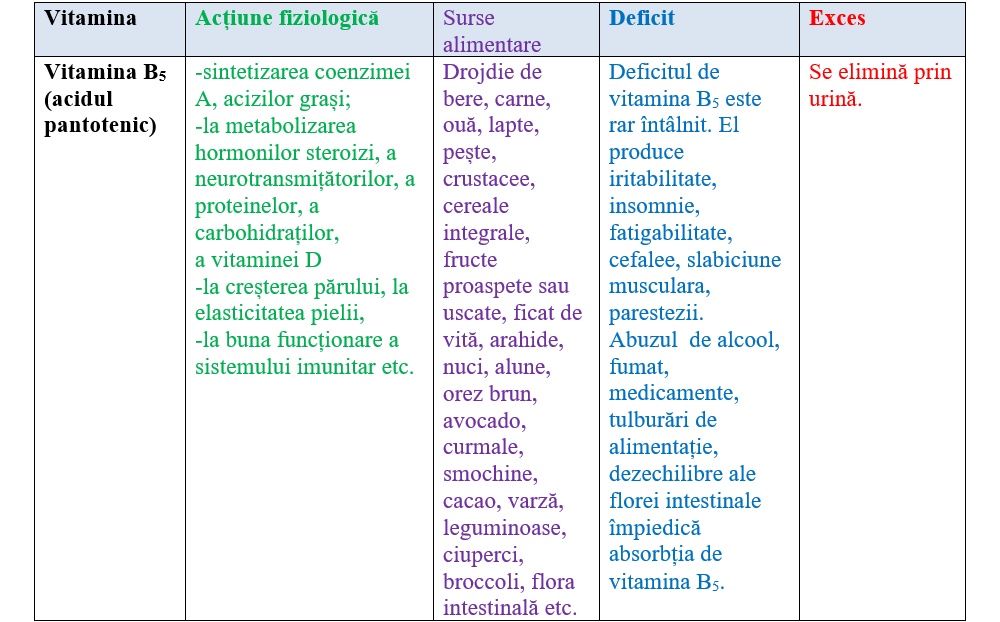 Vitamina
Acțiune fiziologică
Surse
alimentare
Deficit
Exces
Vitamina B₅
(acidul
pantotenic)
-sintetizarea coenzimei
A, acizilor grași;
-la metabolizarea
hormonilor steroizi, a
neurotransmițătorilor, a
proteinelor, a
carbohidraților,
a vitaminei D
-la creșterea părului, la
elasticitatea pielii,
-la buna funcționare a
sistemului imunitar etc.
Drojdie de
bere, carne,
ouă, lapte,
pește,
crustacee,
cereale
integrale,
fructe
proaspete sau
uscate, ficat de
vită, arahide,
nuci, alune,
orez brun,
avocado,
curmale,
smochine,
cacao, varză,
leguminoase,
ciuperci,
broccoli, flora
intestinală etc.
Deficitul de
vitamina B₅ este
rar întâlnit. El
produce
iritabilitate,
insomnie,
fatigabilitate,
cefalee, slabiciune
musculara,
parestezii.
Abuzul  de alcool,
fumat,
medicamente,
tulburări de
alimentație,
dezechilibre ale
florei intestinale
împiedică
absorbția de
vitamina B₅.
Se elimină prin
urină.